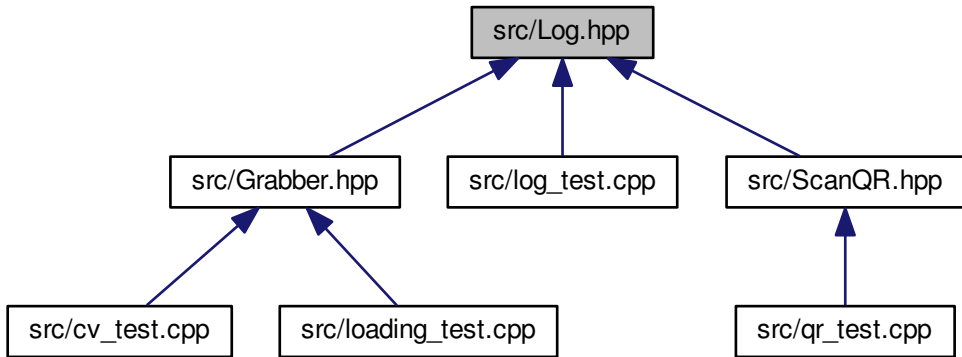 src/Log.hpp
src/Grabber.hpp
src/log_test.cpp
src/ScanQR.hpp
src/cv_test.cpp
src/loading_test.cpp
src/qr_test.cpp